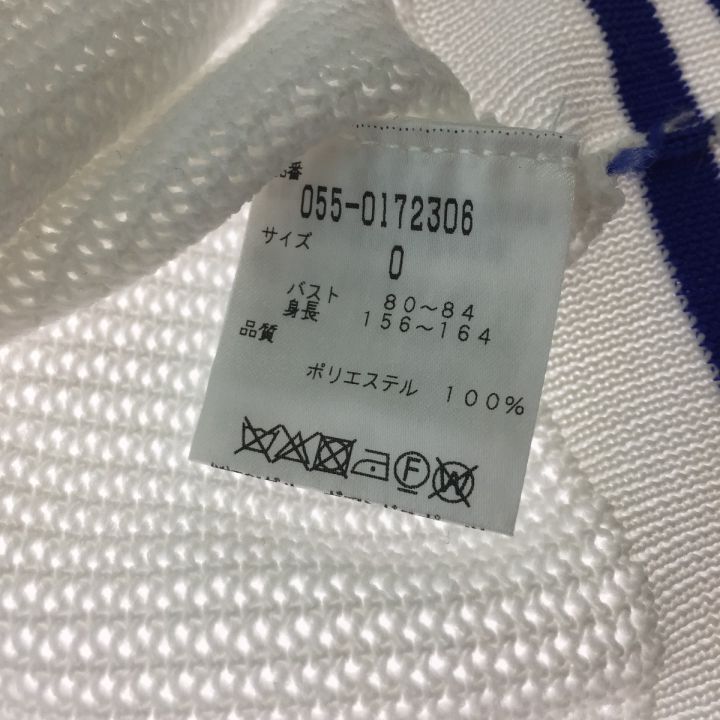 番
055-0172306
サイズ
0
バスト 80～84
身長 156～164
品質
ポリエステル 100%
F W